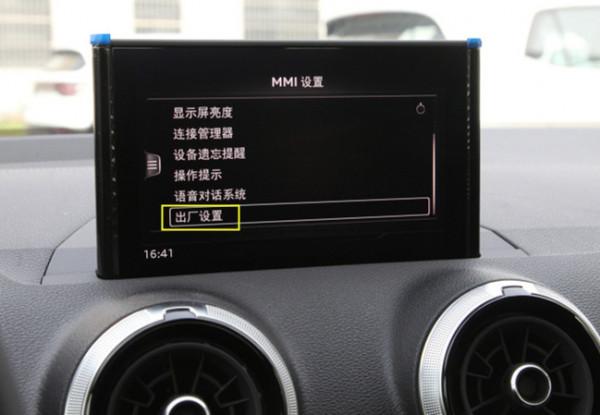 MMI 设置
显示屏亮度
连接管理器
设备遗忘提醒
操作提示
语音对话系统
出厂设置
16:41